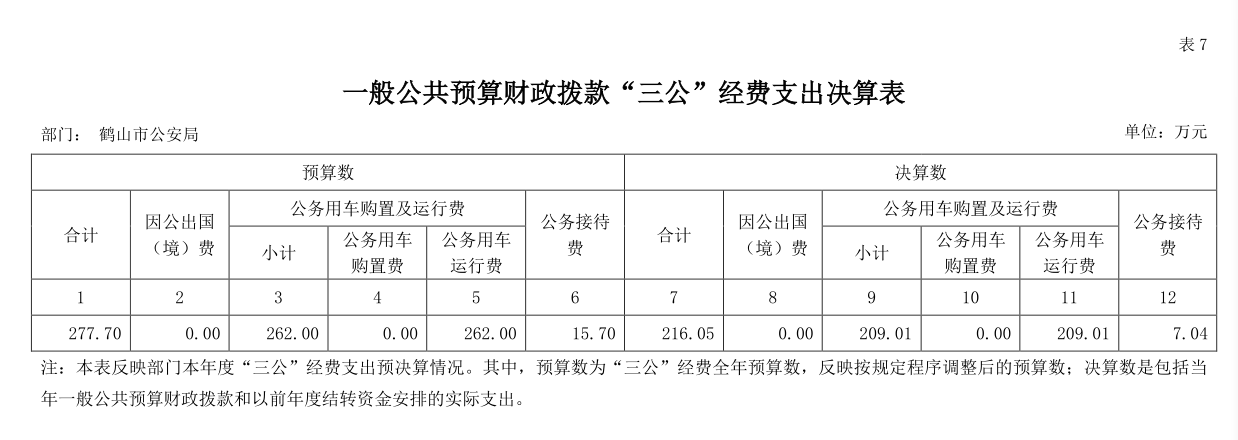 表 7
一般公共预算财政拨款“三公”经费支出决算表
部门： 鹤山市公安局
单位：万元
预算数 决算数
合计 因公出国（境）费 公务用车购置及运行费 公务接待费 合计 因公出国（境）费 公务用车购置及运行费 公务接待费
小计 公务用车购置费 公务用车运行费 小计 公务用车购置费 公务用车运行费
1 2 3 4 5 6 7 8 9 10 11 12
277.70 0.00 262.00 0.00 262.00 15.70 216.05 0.00 209.01 0.00 209.01 7.04
注：本表反映部门本年度“三公”经费支出预决算情况。其中，预算数为“三公”经费全年预算数，反映按规定程序调整后的预算数；决算数是包括当
年一般公共预算财政拨款和以前年度结转资金安排的实际支出。